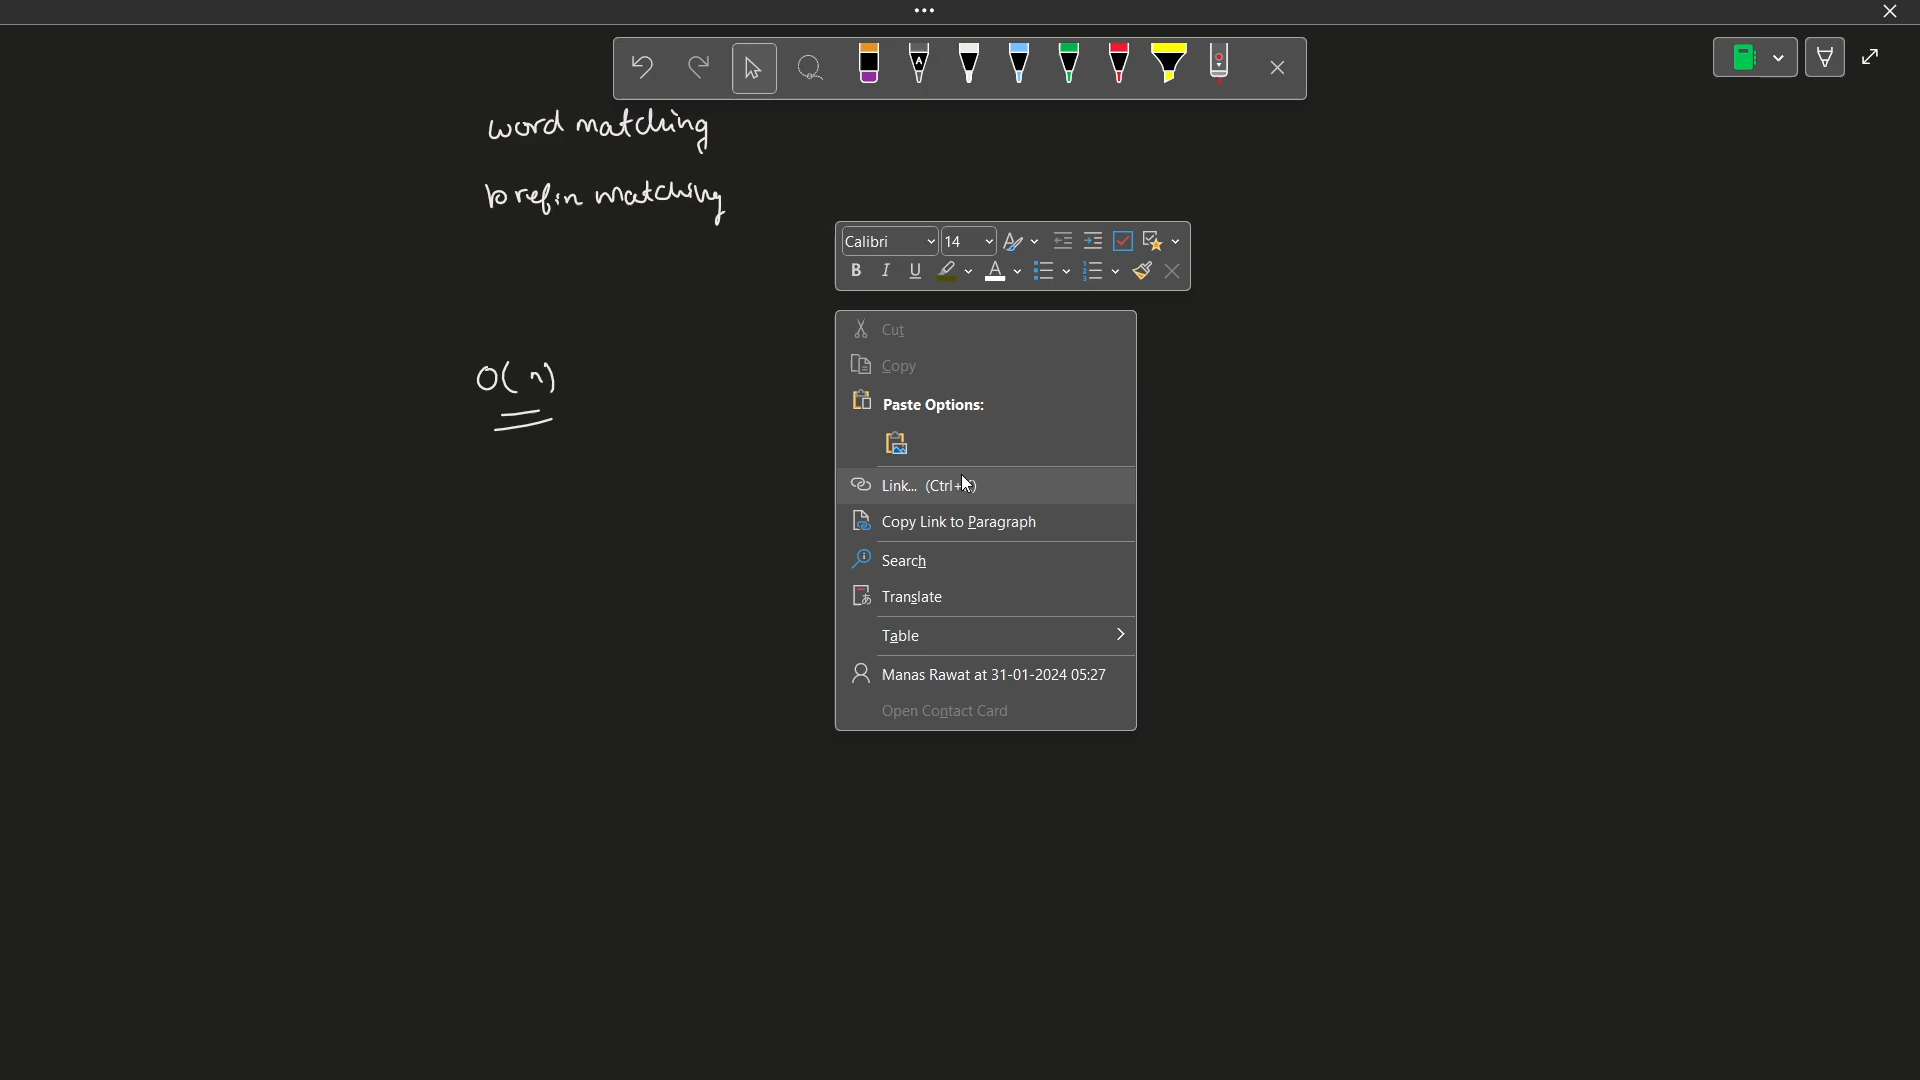 word matching
prefix matching
Calibri 14
B I U A
O(n)
Cut
Copy
Paste Options:
Link... (Ctrl+
Copy Link to Paragraph
Search
Translate
Table
Manas Rawat at 31-01-2024 05:27
Open Contact Card